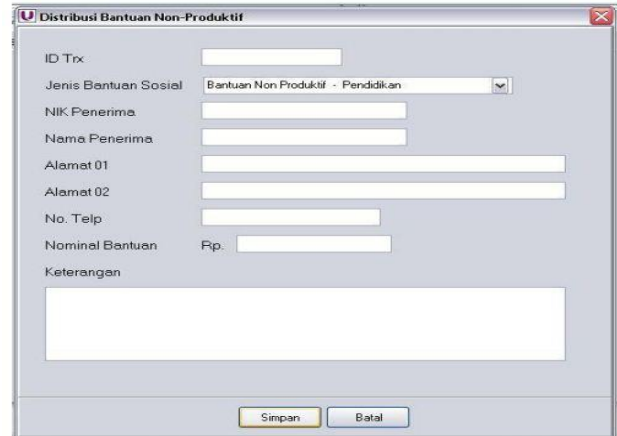 Distribusi Bantuan Non-Produktif
ID Trx
Jenis Bantuan Sosial Bantuan Non Produktif - Pendidikan
NIK Penerima
Nama Penerima
Alamat 01
Alamat 02
No. Telp
Nominal Bantuan Rp.
Keterangan
Simpan Batal